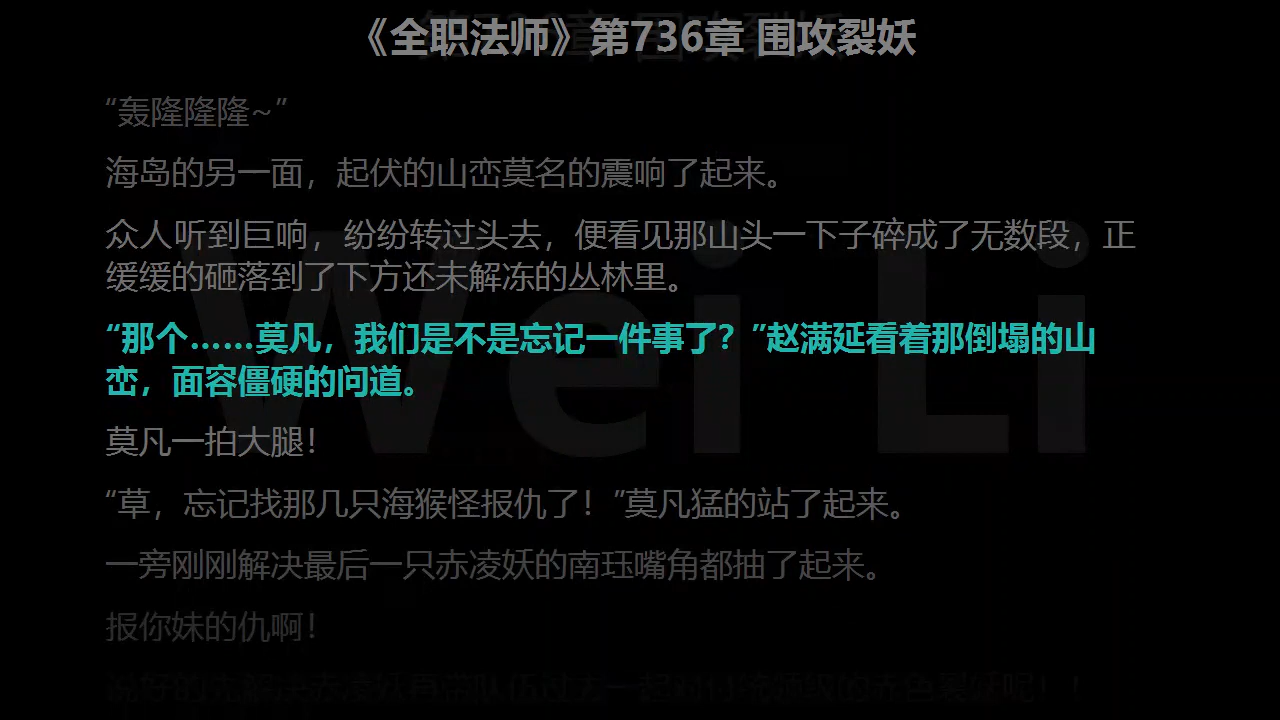 《全职法师》第736章 围攻裂妖
“轰隆隆隆~”
海岛的另一面，起伏的山峦莫名的震响了起来。
众人听到巨响，纷纷转过头去，便看见那山头一下子碎成了无数段，正
缓缓的砸落到了下方还未解冻的丛林里。
“那个……莫凡，我们是不是忘记一件事了？”赵满延看着那倒塌的山
峦，面容僵硬的问道。
莫凡一拍大腿！
“草，忘记找那几只海猴怪报仇了！”莫凡猛的站了起来。
一旁刚刚解决最后一只赤凌妖的南珏嘴角都抽了起来。
报你妹的仇啊！
Wei Li